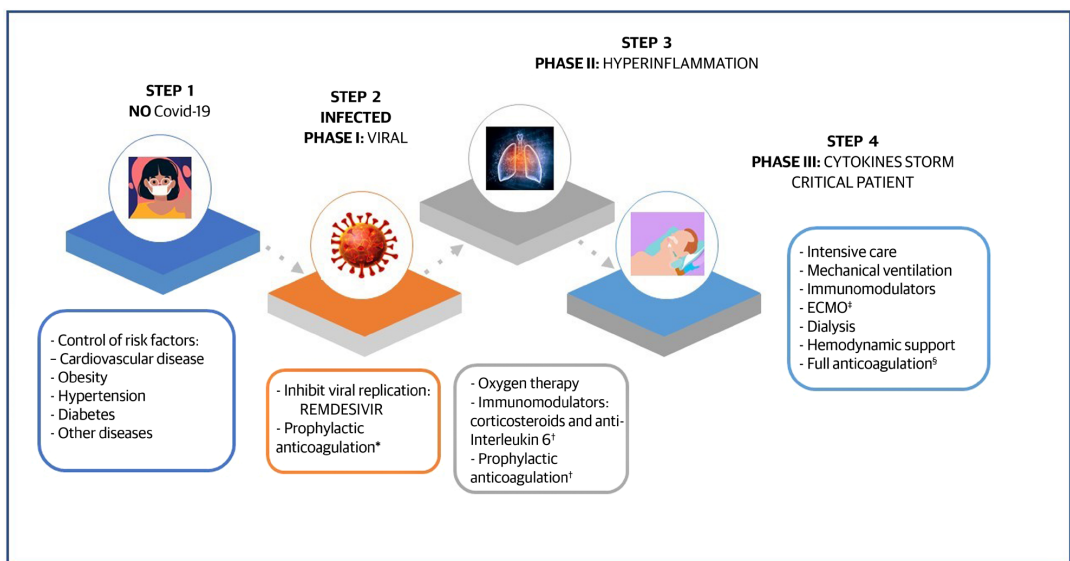 STEP 1
NO Covid-19
- Control of risk factors:
– Cardiovascular disease
- Obesity
- Hypertension
- Diabetes
- Other diseases
STEP 2
INFECTED
PHASE I: VIRAL
- Inhibit viral replication:
REMDESIVIR
- Prophylactic
anticoagulation*
STEP 3
PHASE II: HYPERINFLAMMATION
- Oxygen therapy
- Immunomodulators:
corticosteroids and anti-
Interleukin 6†
- Prophylactic
anticoagulation†
STEP 4
PHASE III: CYTOKINES STORM
CRITICAL PATIENT
- Intensive care
- Mechanical ventilation
- Immunomodulators
- ECMO‡
- Dialysis
- Hemodynamic support
- Full anticoagulation§